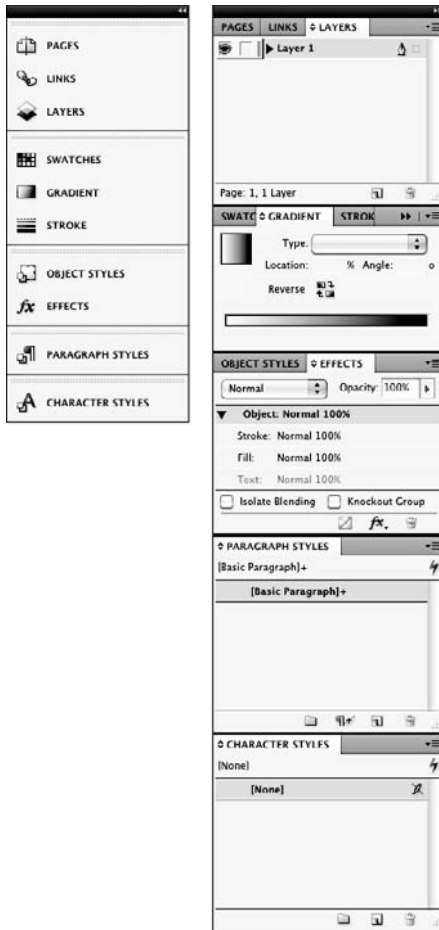 PAGES
LINKS
LAYERS
SWATCHES
GRADIENT
STROKE
OBJECT STYLES
fx EFFECTS
PARAGRAPH STYLES
A CHARACTER STYLES
PAGES LINKS LAYERS
Layer 1
Page: 1, 1 Layer
SWATC GRADIENT STROK
Type:
Location: % Angle: o
Reverse
OBJECT STYLES EFFECTS
Normal Opacity: 100%
Object: Normal 100%
Stroke: Normal 100%
Fill: Normal 100%
Text: Normal 100%
Isolate Blending Knockout Group
fx.
PARAGRAPH STYLES
[Basic Paragraph]+
[Basic Paragraph]+
CHARACTER STYLES
[None]
[None]